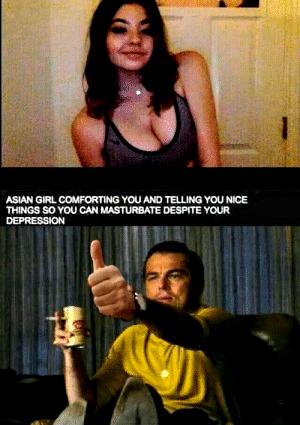 ASIAN GIRL COMFORTING YOU AND TELLING YOU NICE
THINGS SO YOU CAN MASTURBATE DESPITE YOUR
DEPRESSION